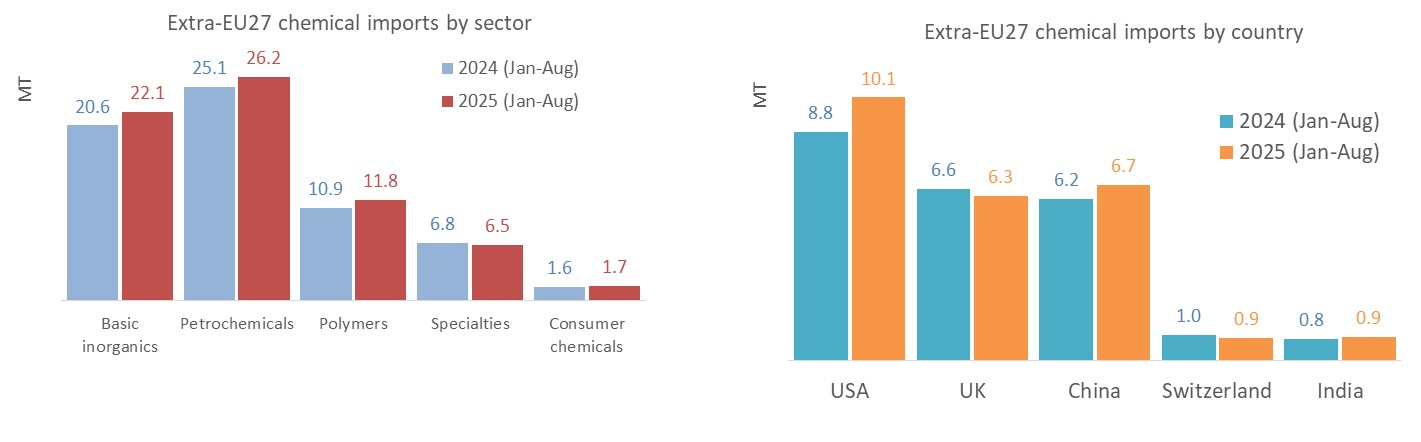 Extra-EU27 chemical imports by sector
MT
2024 (Jan-Aug)
2025 (Jan-Aug)
20.6
22.1
25.1
26.2
10.9
11.8
6.8
6.5
1.6
1.7
Basic
inorganics
Petrochemicals
Polymers
Specialties
Consumer
chemicals
Extra-EU27 chemical imports by country
MT
2024 (Jan-Aug)
2025 (Jan-Aug)
8.8
10.1
6.6
6.3
6.2
6.7
1.0
0.9
0.8
0.9
USA
UK
China
Switzerland
India